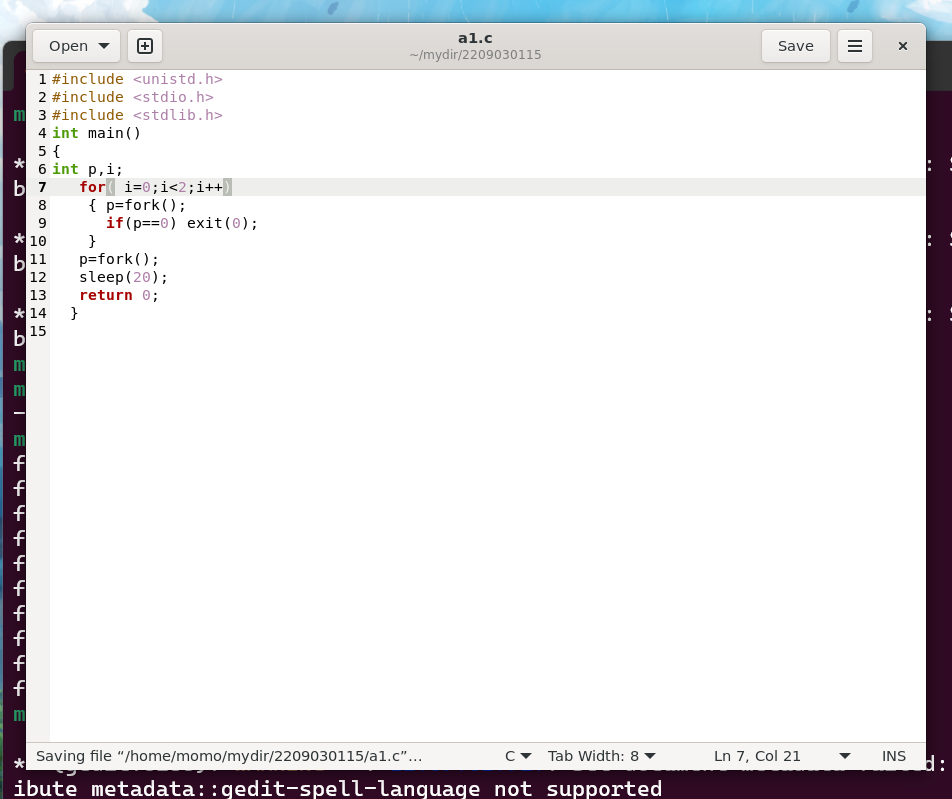 Open
a1.c
~/mydir/2209030115
Save
1 #include <unistd.h>
2 #include <stdio.h>
3 #include <stdlib.h>
4 int main()
5 {
6 int p,i;
7    for( i=0;i<2;i++)
8     { p=fork();
9       if(p==0) exit(0);
10     }
11    p=fork();
12    sleep(20);
13    return 0;
14   }
15
Saving file “/home/momo/mydir/2209030115/a1.c”…
C
Tab Width: 8
Ln 7, Col 21
INS
ibute metadata::gedit-spell-language not supported